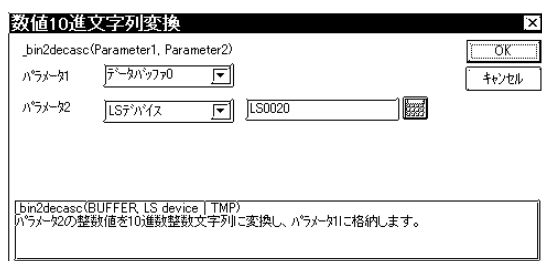 数値10進文字列変換
_bin2decasc(Parameter1, Parameter2)
OK
ﾊﾟﾗﾒｰﾀ1 ﾃﾞｰﾀﾊﾞｯﾌｧ0
ｷｬﾝｾﾙ
ﾊﾟﾗﾒｰﾀ2 LSﾃﾞﾊﾞｲｽ LS0020
_bin2decasc(BUFFER, LS device | TMP)
ﾊﾟﾗﾒｰﾀ2の整数値を10進数整数文字列に変換し、ﾊﾟﾗﾒｰﾀ1に格納します。